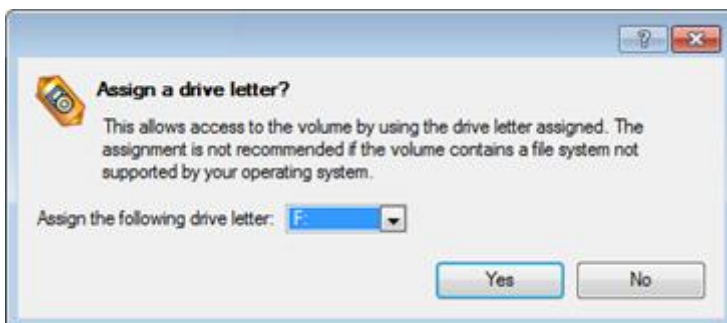 Assign a drive letter?
This allows access to the volume by using the drive letter assigned. The
assignment is not recommended if the volume contains a file system not
supported by your operating system.
Assign the following drive letter: F:
Yes No